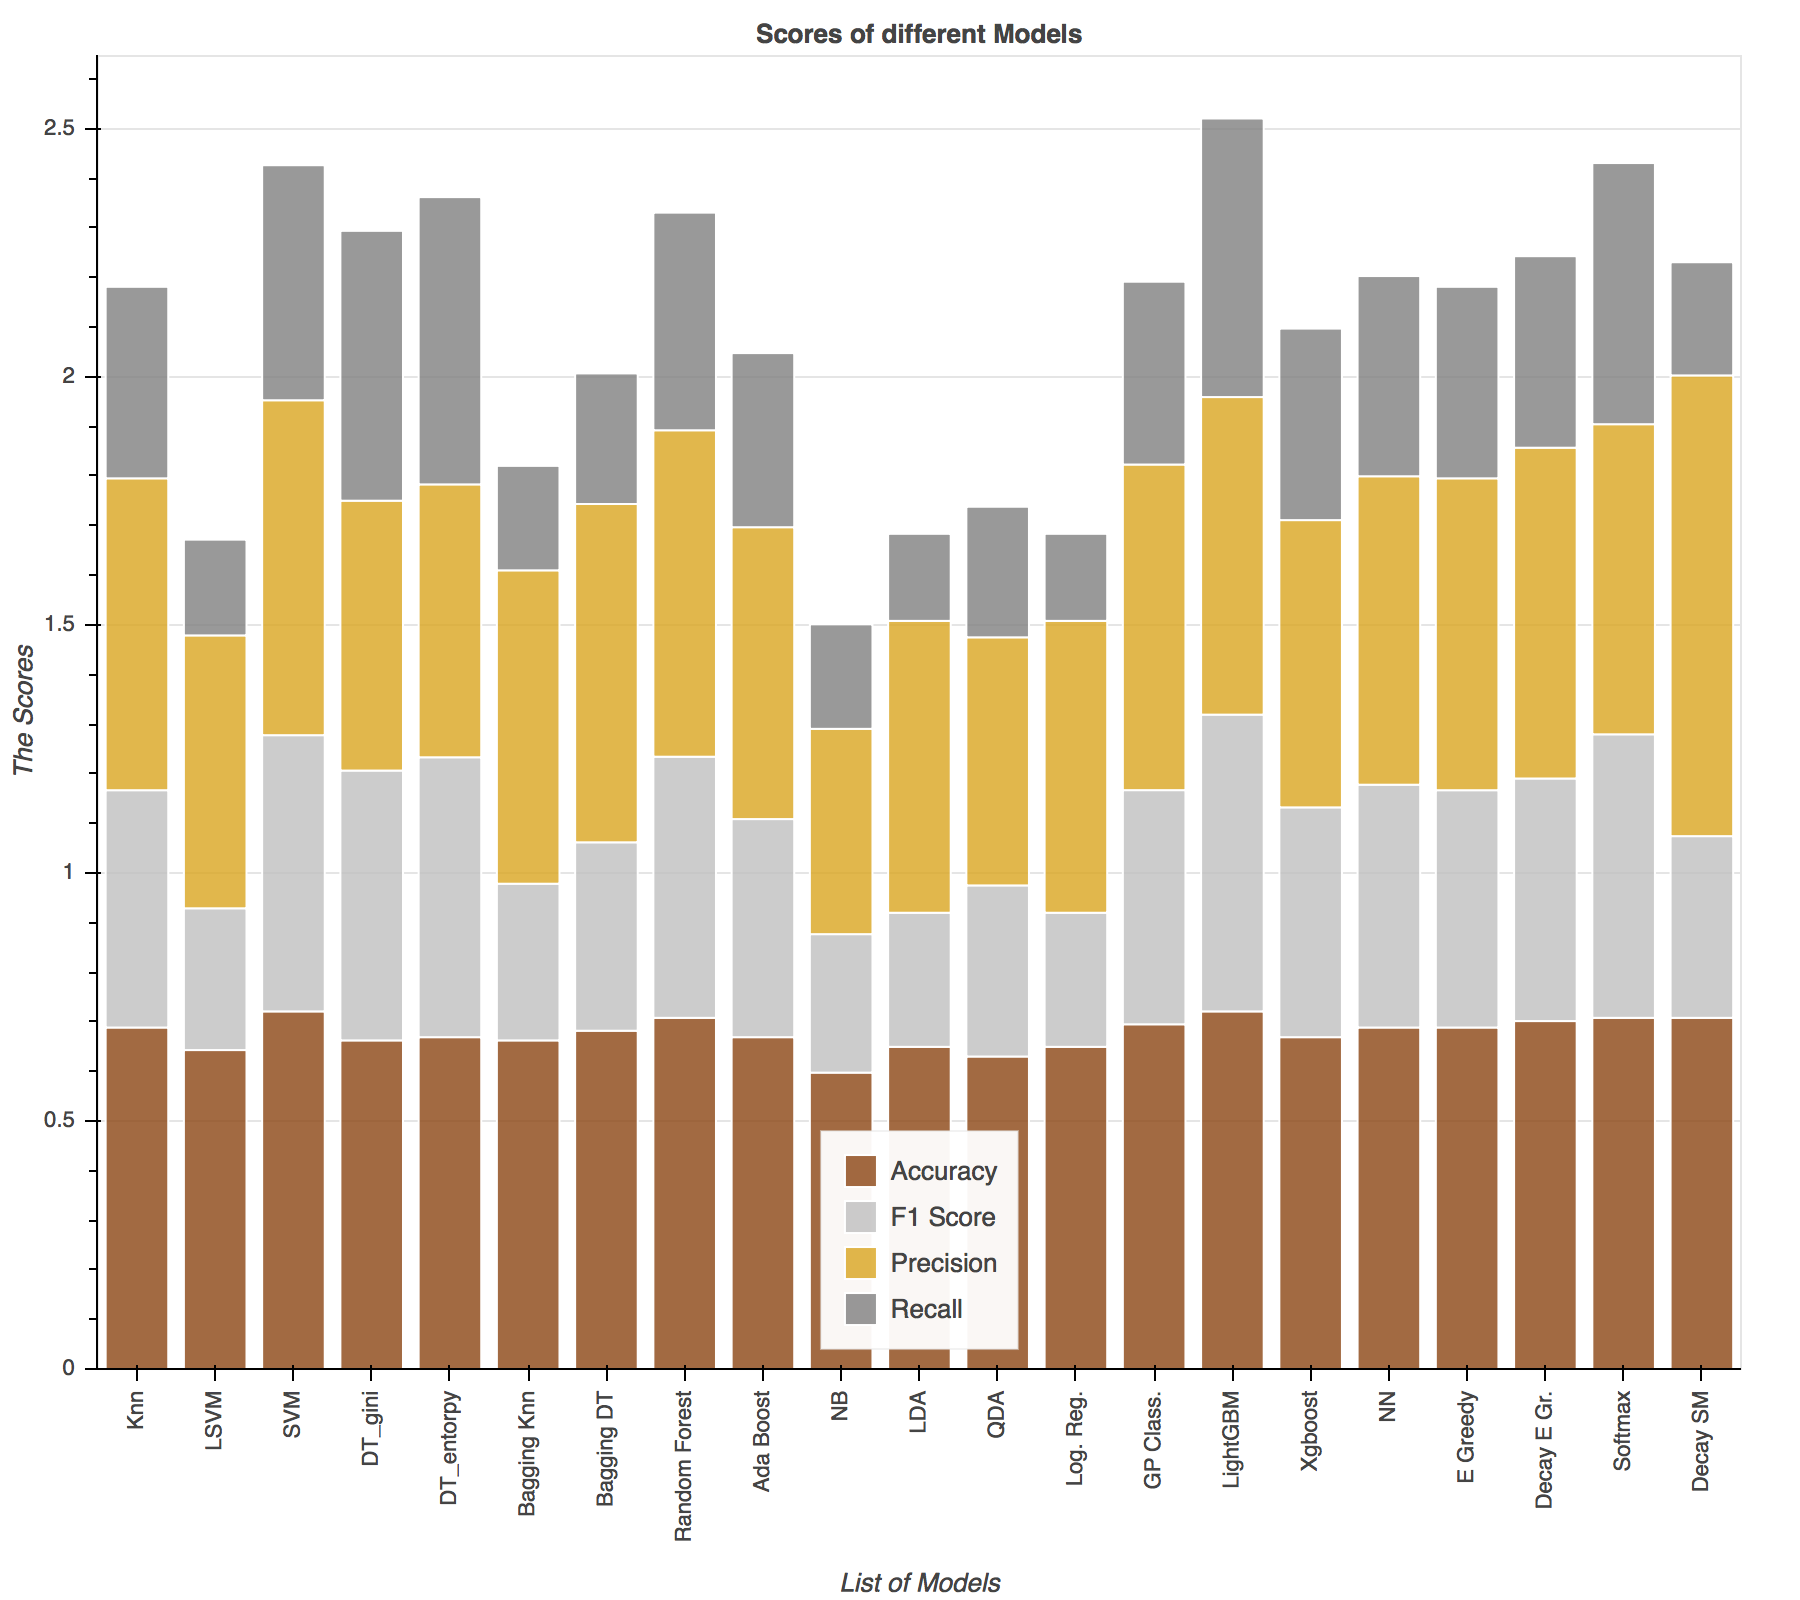 Scores of different Models
2.5
2
1.5
1
0.5
0
The Scores
Accuracy
F1 Score
Precision
Recall
Knn
LSVM
SVM
DT_gini
DT_entorpy
Bagging Knn
Bagging DT
Random Forest
Ada Boost
NB
LDA
QDA
Log. Reg.
GP Class.
LightGBM
Xgboost
NN
E Greedy
Decay E Gr.
Softmax
Decay SM
List of Models